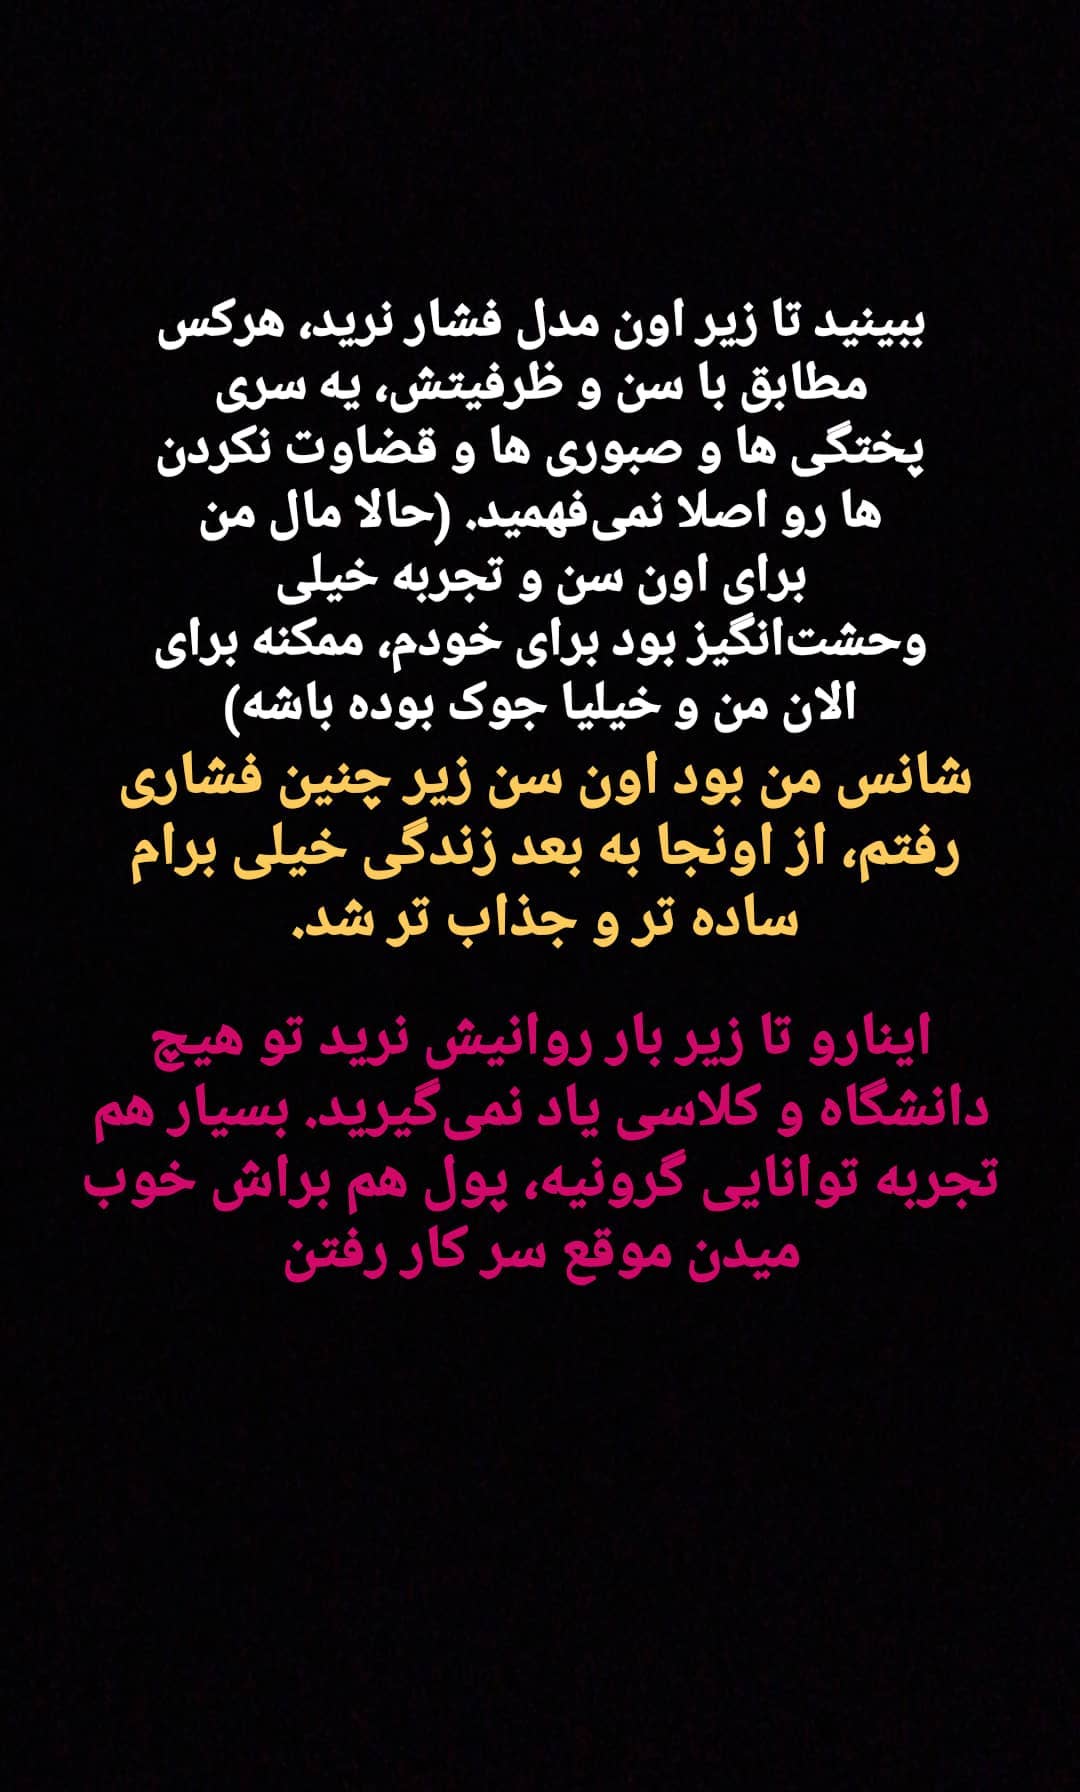 ببینید تا زیر اون مدل فشار نرید، هرکس
مطابق با سن و ظرفیتش، یه سری
پختگی ها و صبوری ها و قضاوت نکردن
ها رو اصلا نمی‌فهمید. (حالا مال من
برای اون سن و تجربه خیلی
وحشت‌انگیز بود برای خودم، ممکنه برای
الان من و خیلیا جوک بوده باشه)
شانس من بود اون سن زیر چنین فشاری
رفتم، از اونجا به بعد زندگی خیلی برام
ساده تر و جذاب تر شد.
اینارو تا زیر بار روانیش نرید تو هیچ
دانشگاه و کلاسی یاد نمی‌گیرید. بسیار هم
تجربه توانایی گرونیه، پول هم براش خوب
میدن موقع سر کار رفتن